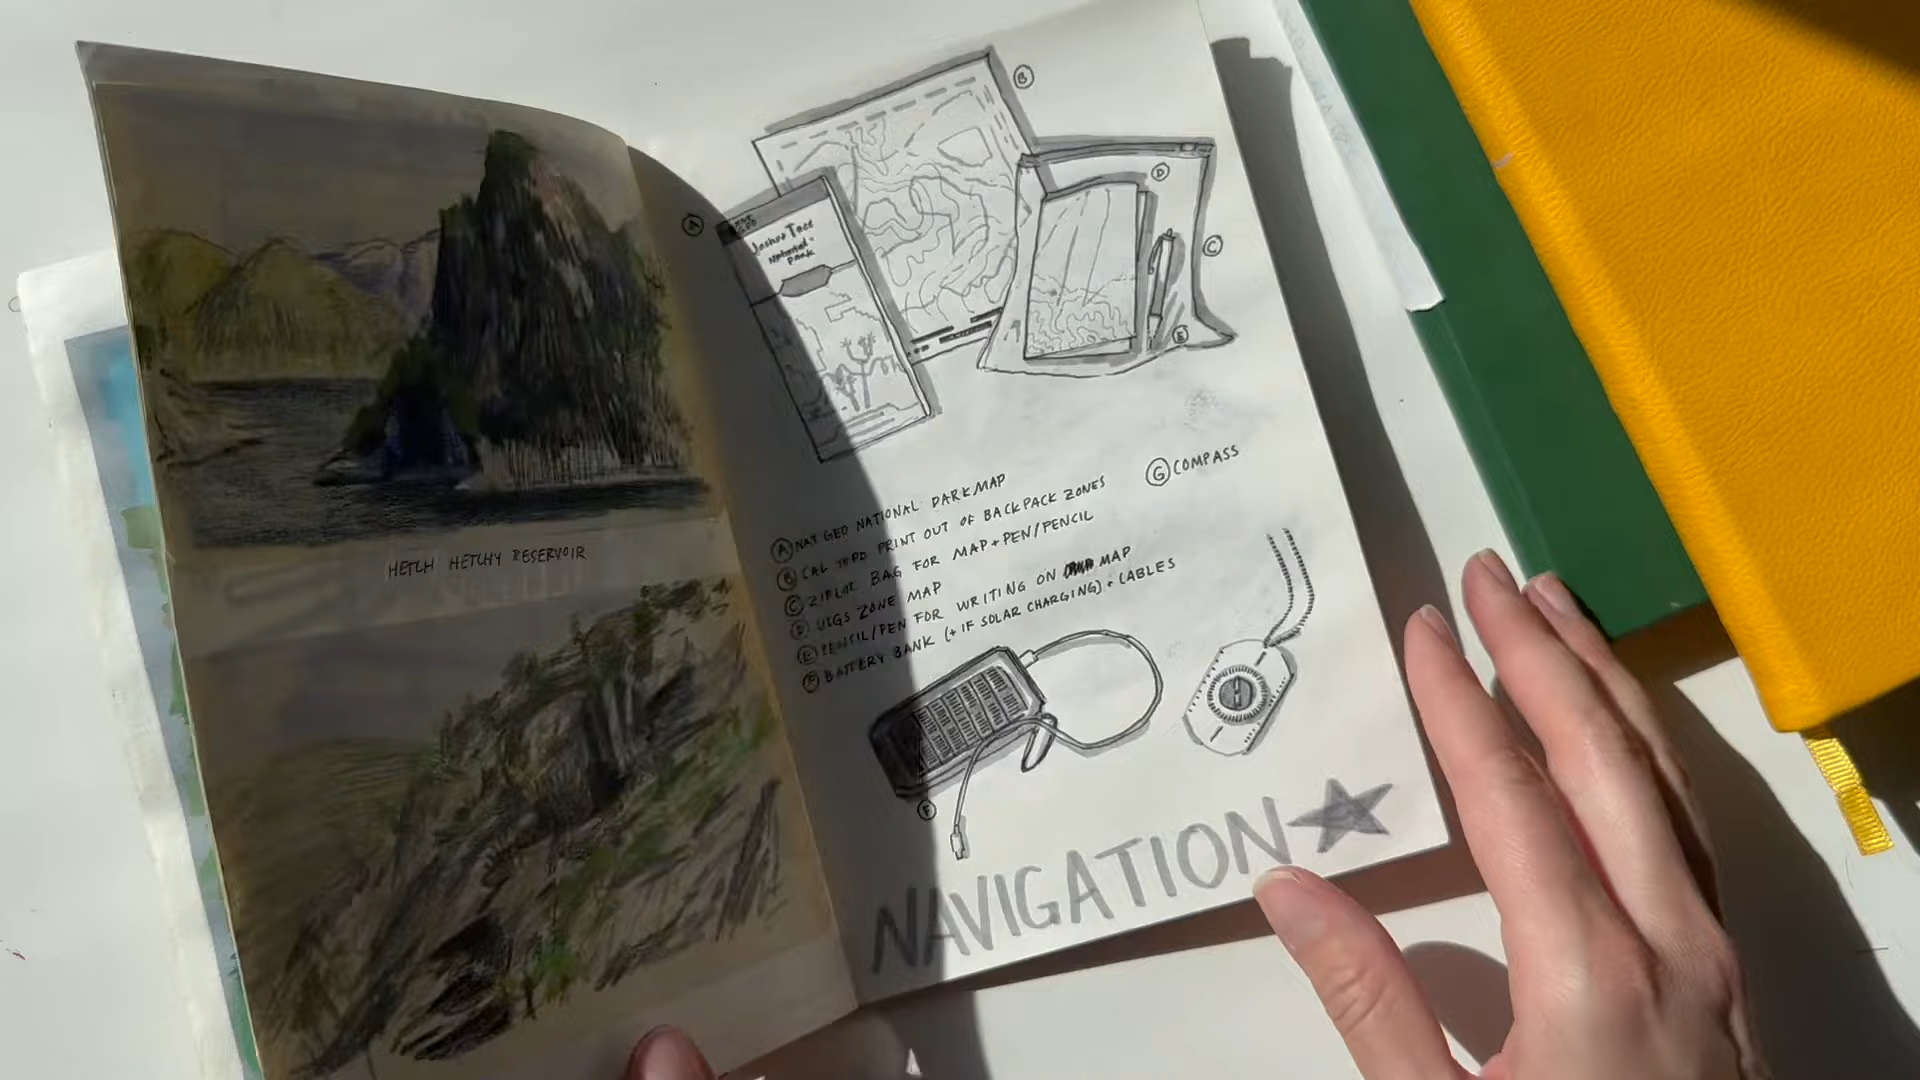 HETCH HETCHY RESERVOIR
Joshua Tree
National
Park
A
B
C
D
E
F
Ⓐ NAT GEO NATIONAL PARK MAP
Ⓑ CAL TOPO PRINT OUT OF BACKPACK ZONES
Ⓒ ZIPLOC BAG FOR MAP + PEN/PENCIL
Ⓓ USGS ZONE MAP
Ⓔ PENCIL/PEN FOR WRITING ON MAP
Ⓕ BATTERY BANK (+ IF SOLAR CHARGING) + CABLES
Ⓖ COMPASS
NAVIGATION